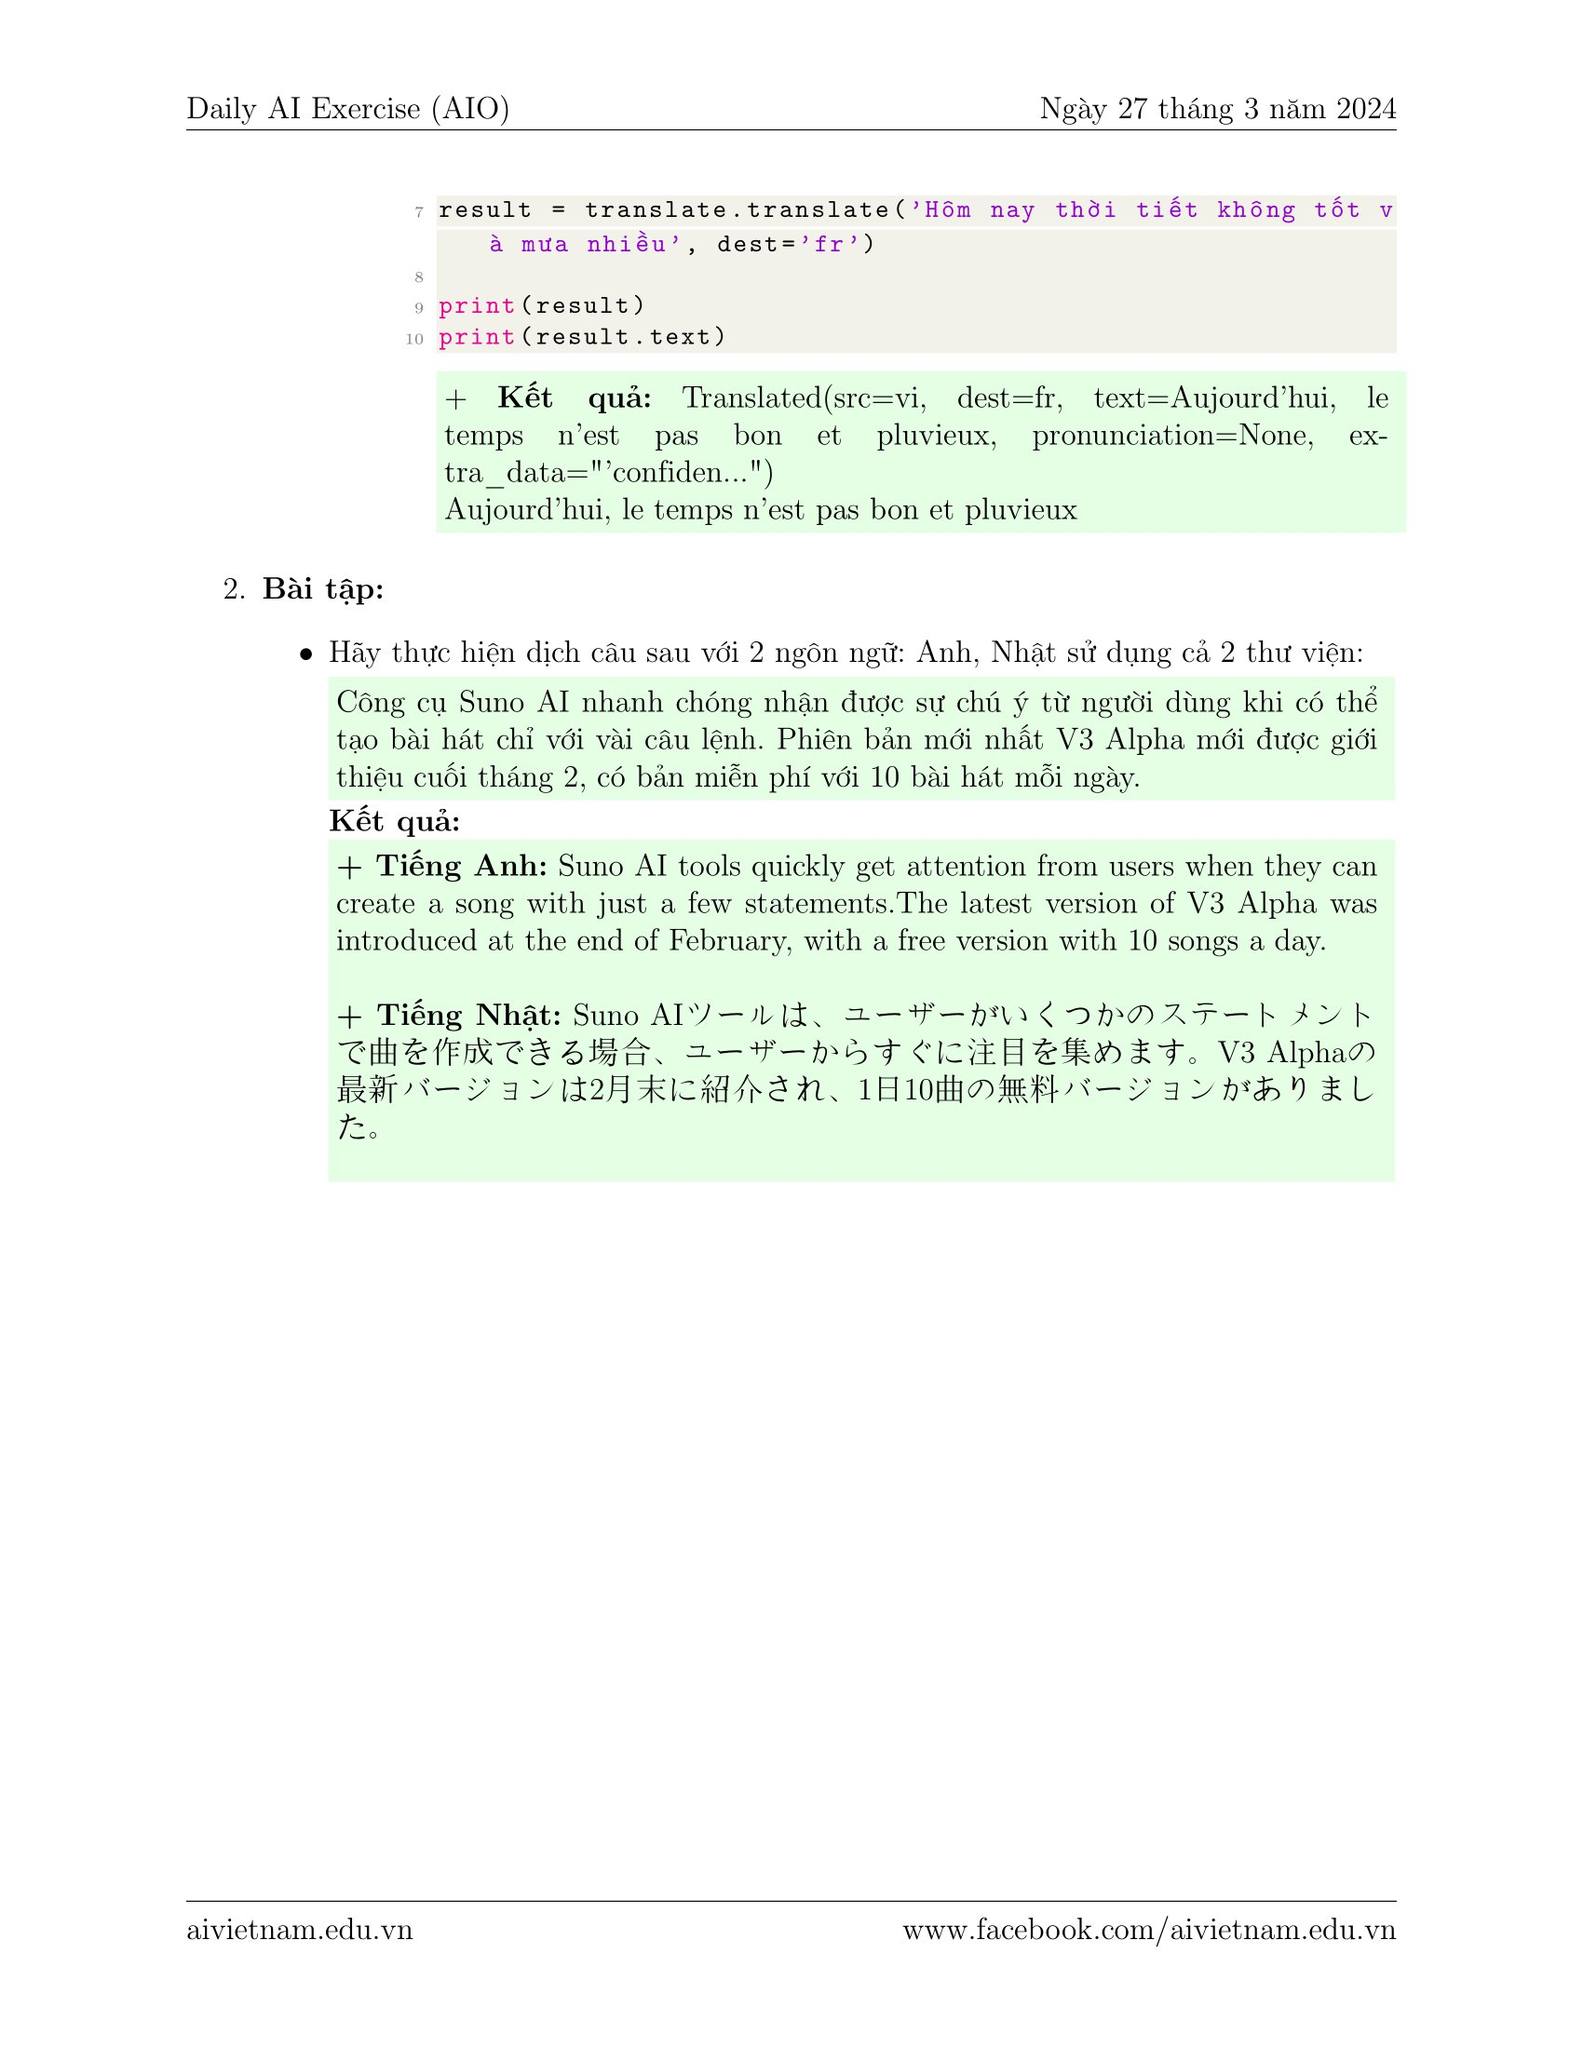 Daily AI Exercise (AIO)
Ngày 27 tháng 3 năm 2024
7 result = translate.translate('Hôm nay thời tiết không tốt v
à mưa nhiều', dest='fr')
8
9 print(result)
10 print(result.text)
+ Kết quả: Translated(src=vi, dest=fr, text=Aujourd'hui, le
temps n'est pas bon et pluvieux, pronunciation=None, ex-
tra_data="'confiden...")
Aujourd'hui, le temps n'est pas bon et pluvieux
2. Bài tập:
• Hãy thực hiện dịch câu sau với 2 ngôn ngữ: Anh, Nhật sử dụng cả 2 thư viện:
Công cụ Suno AI nhanh chóng nhận được sự chú ý từ người dùng khi có thể
tạo bài hát chỉ với vài câu lệnh. Phiên bản mới nhất V3 Alpha mới được giới
thiệu cuối tháng 2, có bản miễn phí với 10 bài hát mỗi ngày.
Kết quả:
+ Tiếng Anh: Suno AI tools quickly get attention from users when they can
create a song with just a few statements.The latest version of V3 Alpha was
introduced at the end of February, with a free version with 10 songs a day.
+ Tiếng Nhật: Suno AIツールは、ユーザーがいくつかのステートメント
で曲を作成できる場合、ユーザーからすぐに注目を集めます。V3 Alphaの
最新バージョンは2月末に紹介され、1日10曲の無料バージョンがありまし
た。
aivietnam.edu.vn
www.facebook.com/aivietnam.edu.vn